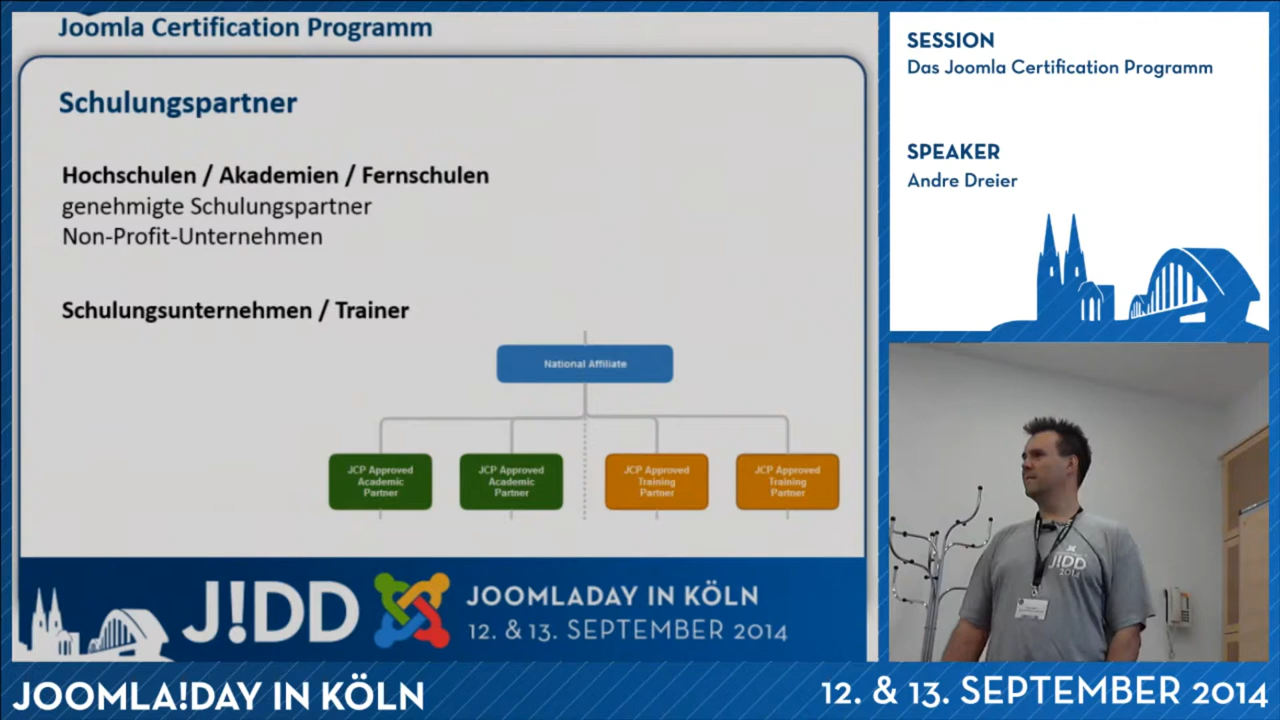 Joomla Certification Programm
Schulungspartner
Hochschulen / Akademien / Fernschulen
genehmigte Schulungspartner
Non-Profit-Unternehmen
Schulungsunternehmen / Trainer
National Affiliate
JCP Approved
Academic
Partner
JCP Approved
Academic
Partner
JCP Approved
Training
Partner
JCP Approved
Training
Partner
J!DD
JOOMLADAY IN KÖLN
12. & 13. SEPTEMBER 2014
SESSION
Das Joomla Certification Programm
SPEAKER
Andre Dreier
J!DD
2014
JOOMLA!DAY IN KÖLN
12. & 13. SEPTEMBER 2014